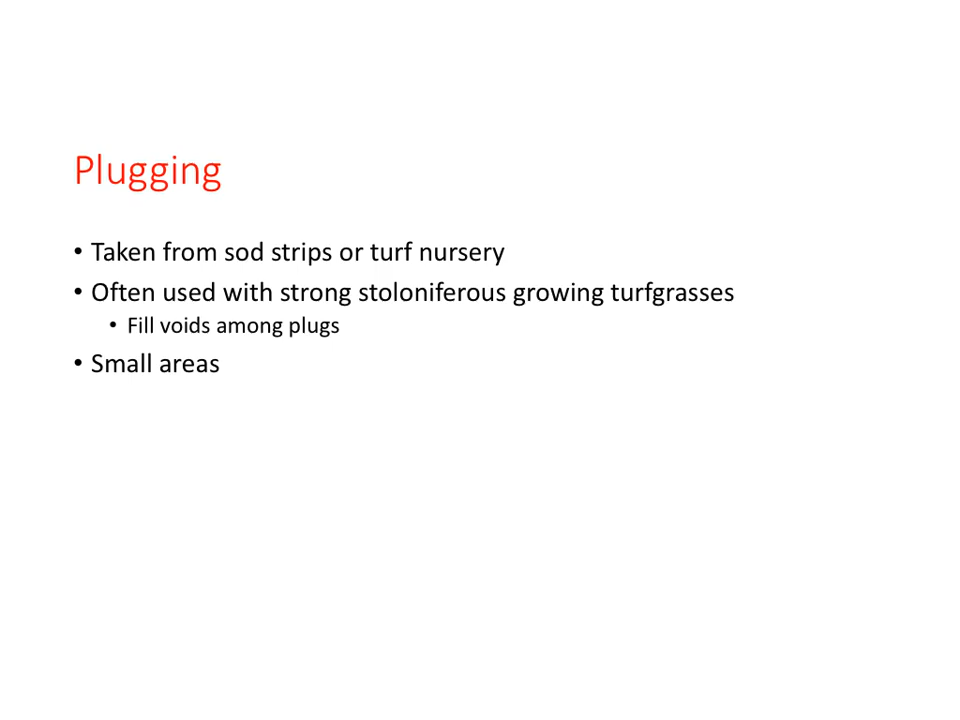 Plugging
• Taken from sod strips or turf nursery
• Often used with strong stoloniferous growing turfgrasses
• Fill voids among plugs
• Small areas